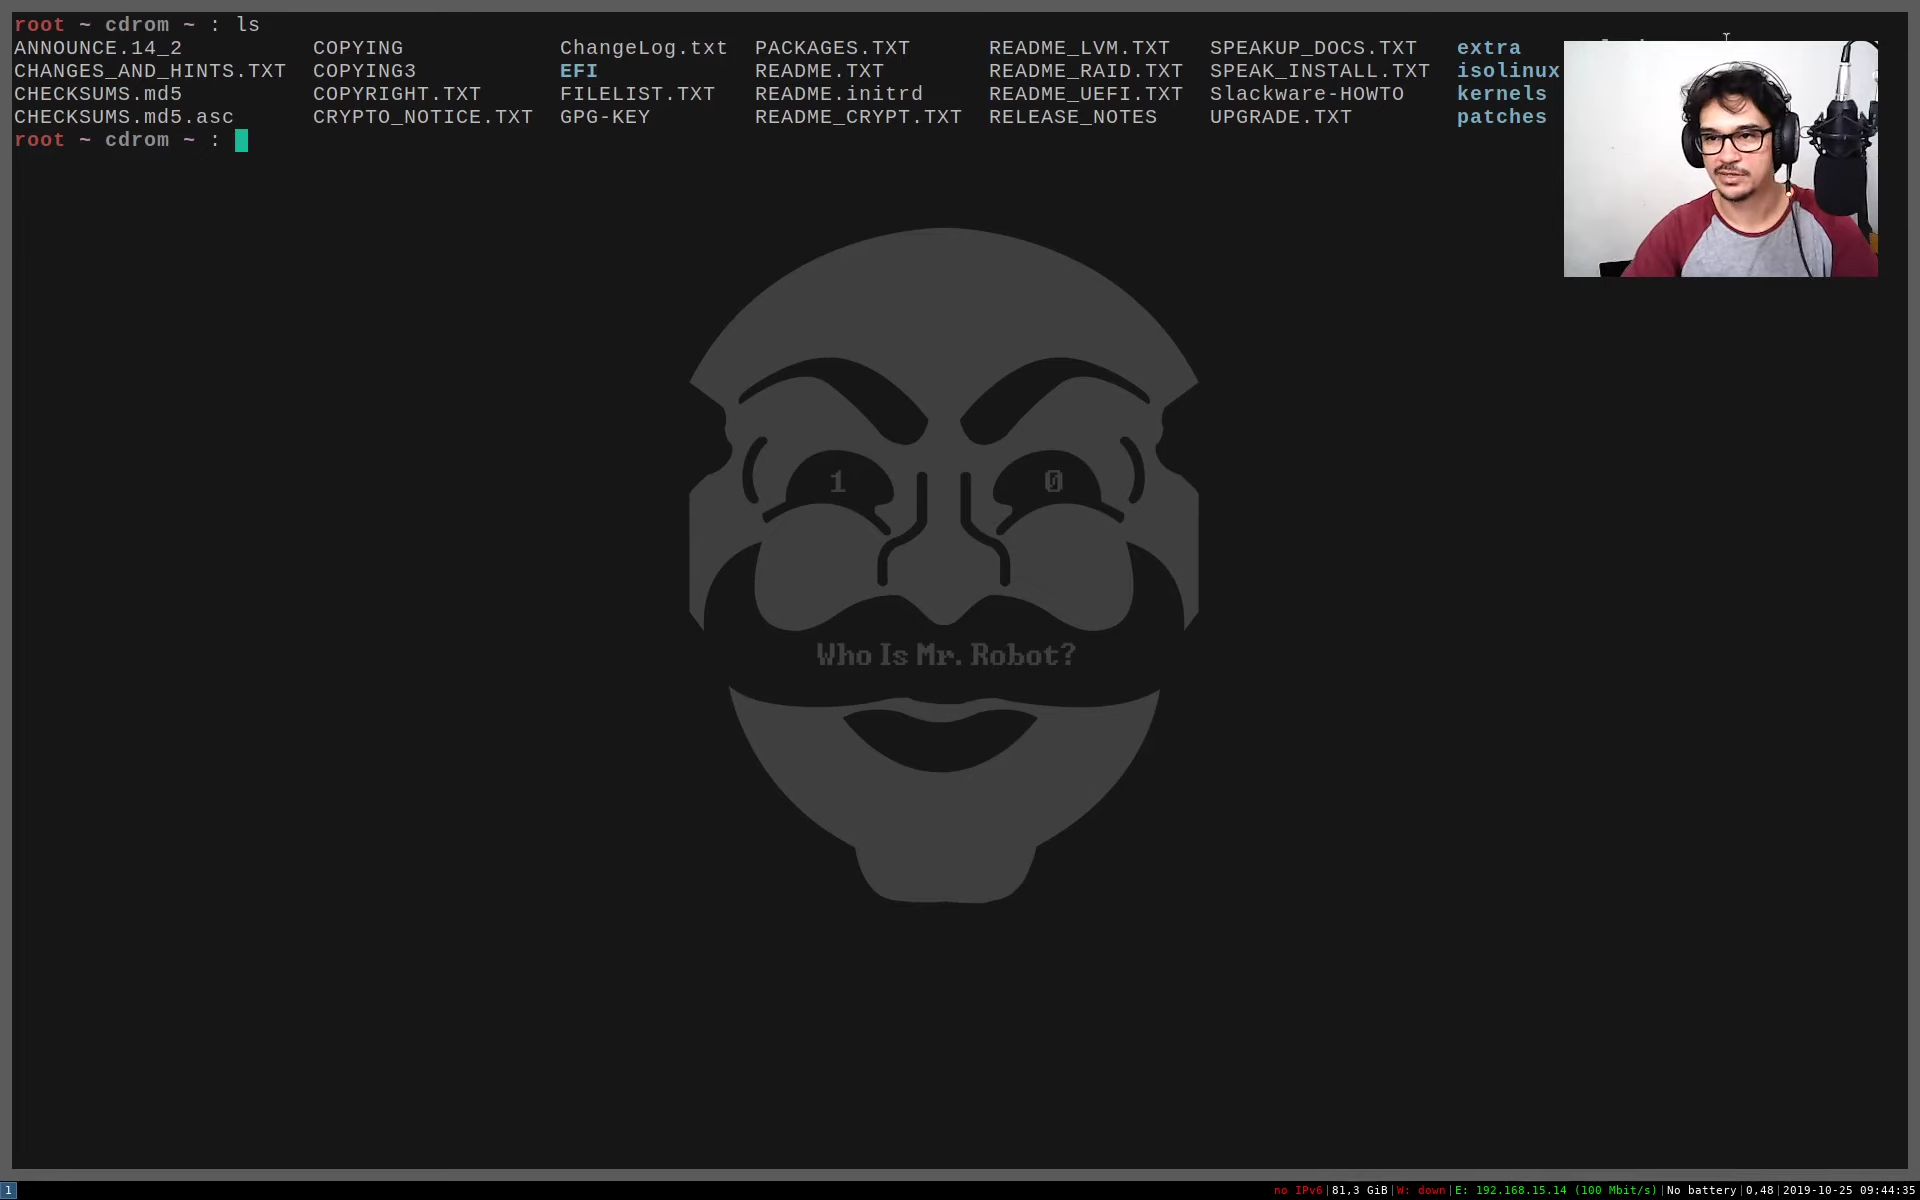 root ~ cdrom ~ : ls
ANNOUNCE.14_2 COPYING ChangeLog.txt PACKAGES.TXT README_LVM.TXT SPEAKUP_DOCS.TXT extra
CHANGES_AND_HINTS.TXT COPYING3 EFI README.TXT README_RAID.TXT SPEAK_INSTALL.TXT isolinux
CHECKSUMS.md5 COPYRIGHT.TXT FILELIST.TXT README.initrd README_UEFI.TXT Slackware-HOWTO kernels
CHECKSUMS.md5.asc CRYPTO_NOTICE.TXT GPG-KEY README_CRYPT.TXT RELEASE_NOTES UPGRADE.TXT patches
root ~ cdrom ~ :
1 0
Who Is Mr. Robot?
1 no IPv6|81,3 GiB|W: down|E: 192.168.15.14 (100 Mbit/s)|No battery|0,48|2019-10-25 09:44:35